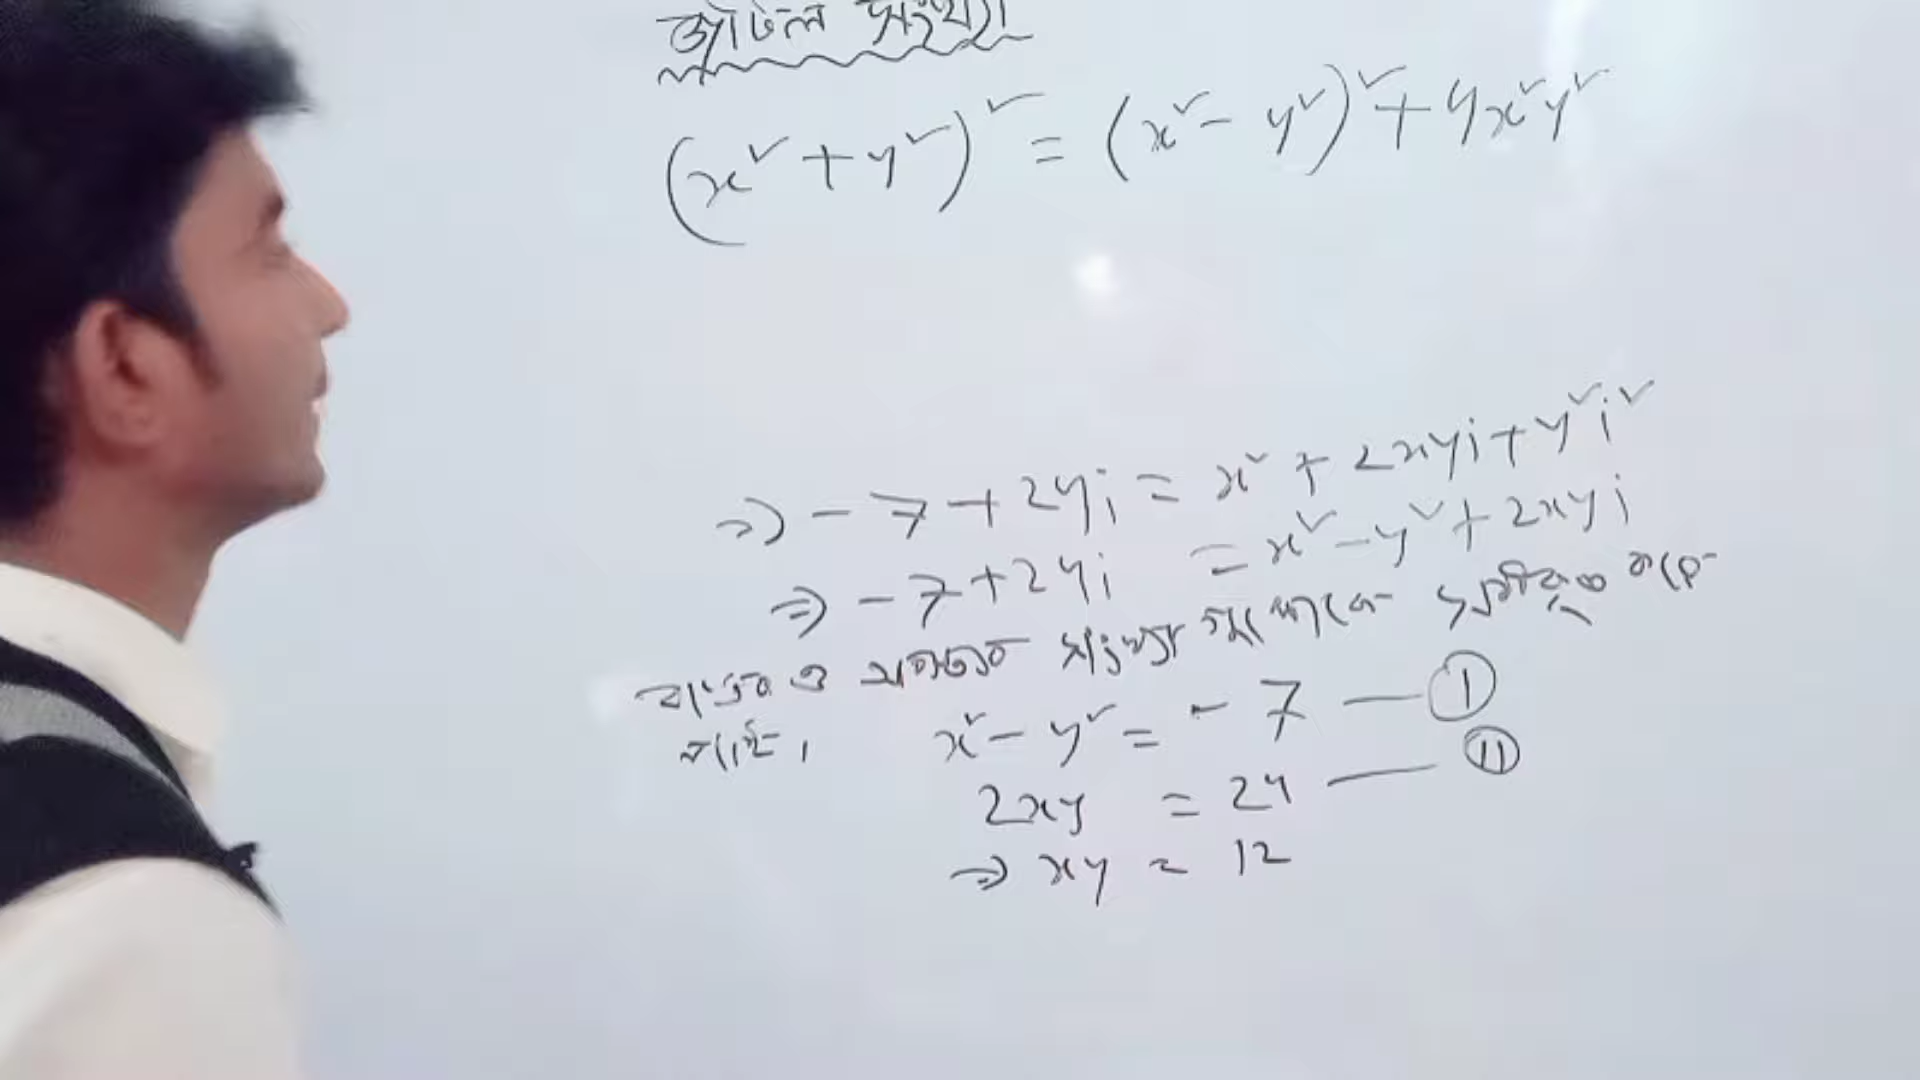 জটিল সংখ্যা
(x² + y²)² = (x² - y²)² + 4x²y²
⇒ - 7 + 24i = x² + 2xyi + y²i²
⇒ - 7 + 24i = x² - y² + 2xyi
বাস্তব ও অবাস্তব সংখ্যা সমীকৃত করে
পাই,
x² - y² = - 7 — (I)
2xy = 24 — (II)
⇒ xy = 12